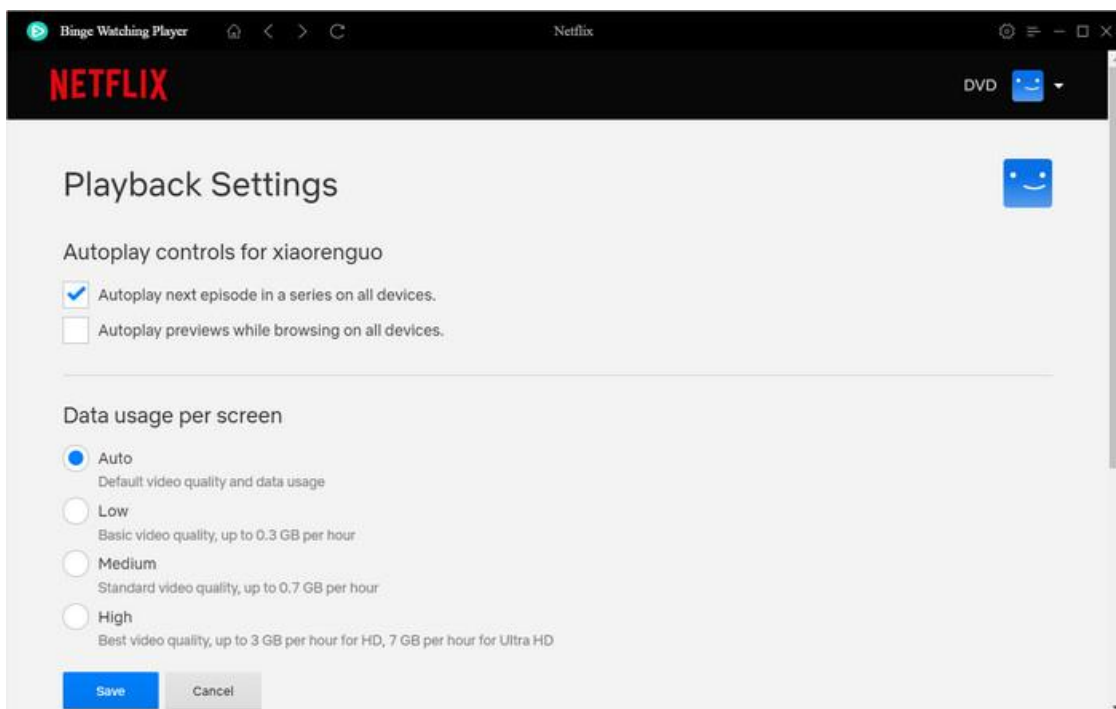 Binge Watching Player
Netflix
NETFLIX
DVD
Playback Settings
Autoplay controls for xiaorenguo
Autoplay next episode in a series on all devices.
Autoplay previews while browsing on all devices.
Data usage per screen
Auto
Default video quality and data usage
Low
Basic video quality, up to 0.3 GB per hour
Medium
Standard video quality, up to 0.7 GB per hour
High
Best video quality, up to 3 GB per hour for HD, 7 GB per hour for Ultra HD
Save Cancel